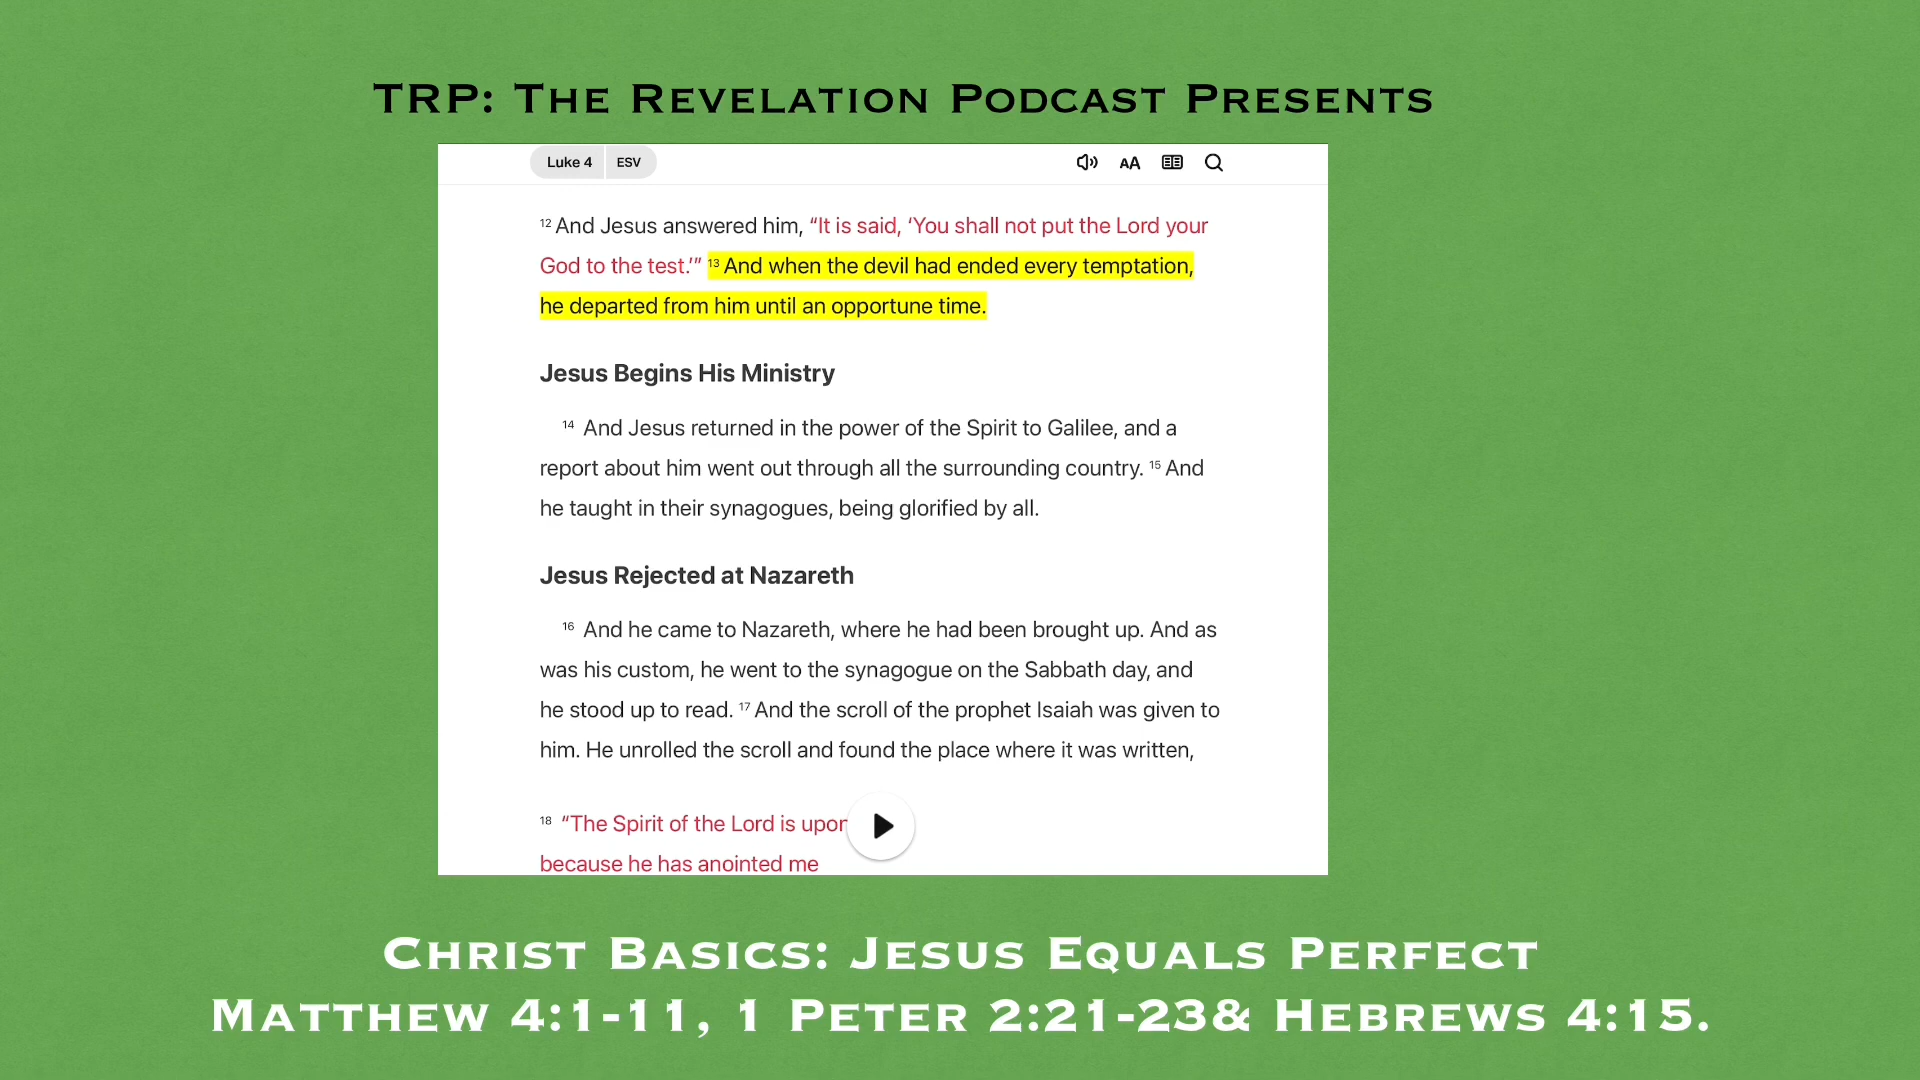 TRP: The Revelation Podcast Presents
Luke 4 ESV AA
12 And Jesus answered him, “It is said, ‘You shall not put the Lord your
God to the test.’” 13 And when the devil had ended every temptation,
he departed from him until an opportune time.
Jesus Begins His Ministry
14 And Jesus returned in the power of the Spirit to Galilee, and a
report about him went out through all the surrounding country. 15 And
he taught in their synagogues, being glorified by all.
Jesus Rejected at Nazareth
16 And he came to Nazareth, where he had been brought up. And as
was his custom, he went to the synagogue on the Sabbath day, and
he stood up to read. 17 And the scroll of the prophet Isaiah was given to
him. He unrolled the scroll and found the place where it was written,
18 “The Spirit of the Lord is upon
because he has anointed me
Christ Basics: Jesus Equals Perfect
Matthew 4:1-11, 1 Peter 2:21-23& Hebrews 4:15.